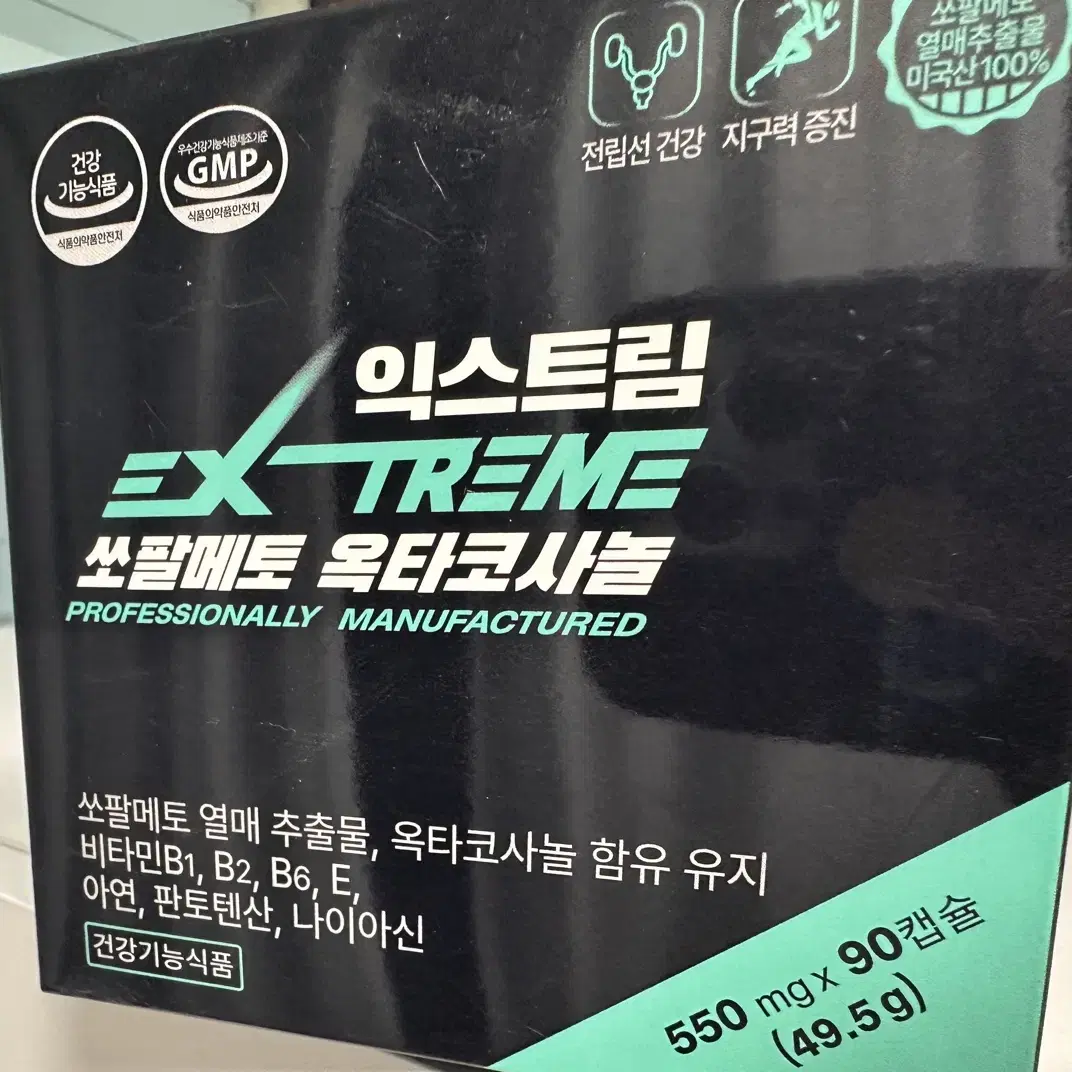 건강
기능식품
식품의약품안전처
우수건강기능식품제조기준
GMP
식품의약품안전처
전립선 건강
지구력 증진
쏘팔메토
열매추출물
미국산100%
익스트림
EXTREME
쏘팔메토 옥타코사놀
PROFESSIONALLY MANUFACTURED
쏘팔메토 열매 추출물, 옥타코사놀 함유 유지
비타민B1, B2, B6, E,
아연, 판토텐산, 나이아신
건강기능식품
550 mg x 90캡슐
(49.5g)